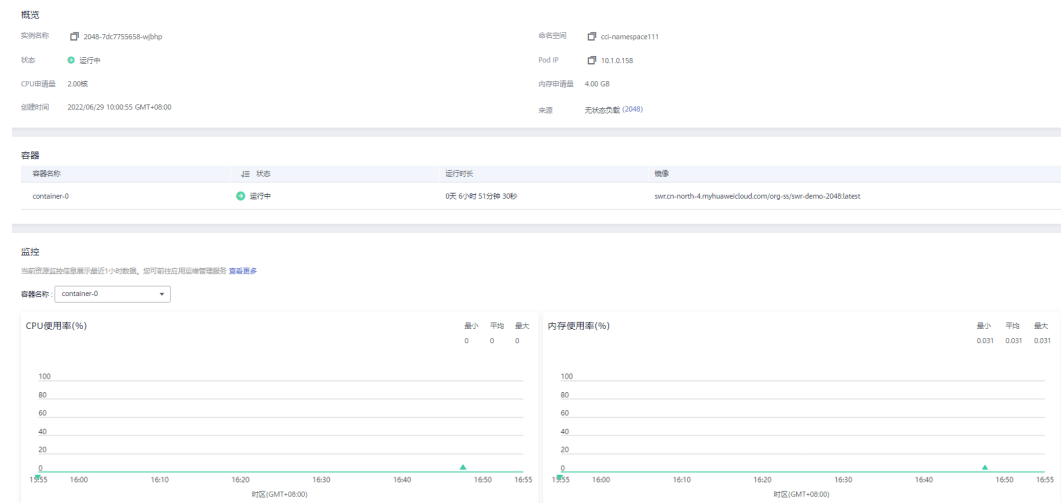 概览
实例名称 2048-7dc7755658-wjbhp 命名空间 cci-namespace111
状态 运行中 Pod IP 10.1.0.158
CPU申请量 2.00核 内存申请量 4.00 GB
创建时间 2022/06/29 10:00:55 GMT+08:00 来源 无状态负载 (2048)
容器
容器名称 状态 运行时长 镜像
container-0 运行中 0天 6小时 51分钟 30秒 swr.cn-north-4.myhuaweicloud.com/org-ss/swr-demo-2048:latest
监控
当前资源监控信息展示最近1小时数据，您可前往应用运维管理服务 查看更多
容器名称： container-0
CPU使用率(%) 最小 平均 最大
0 0 0
100
80
60
40
20
0
15:55 16:00 16:10 16:20 16:30 16:40 16:50 16:55
时区(GMT+08:00)
内存使用率(%) 最小 平均 最大
0.031 0.031 0.031
100
80
60
40
20
0
15:55 16:00 16:10 16:20 16:30 16:40 16:50 16:55
时区(GMT+08:00)